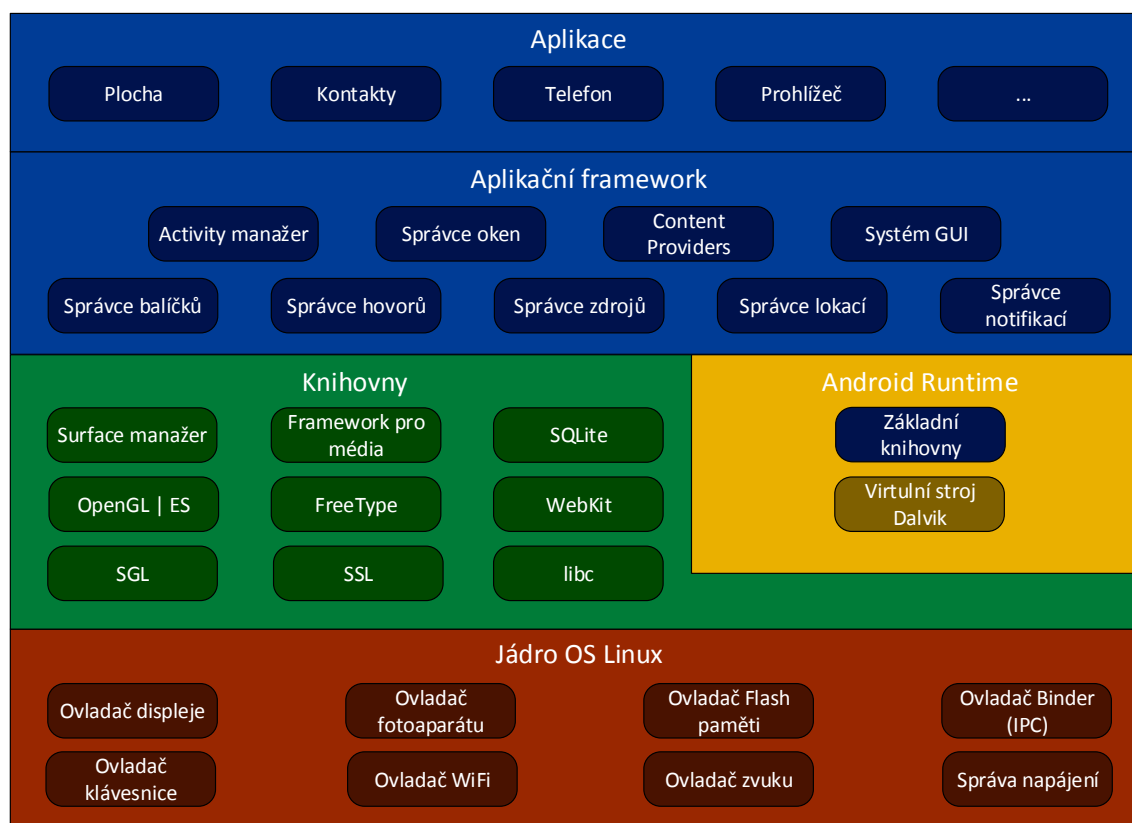 Aplikace
Plocha
Kontakty
Telefon
Prohlížeč
...
Aplikační framework
Activity manažer
Správce oken
Content
Providers
Systém GUI
Správce balíčků
Správce hovorů
Správce zdrojů
Správce lokací
Správce
notifikací
Knihovny
Surface manažer
Framework pro
média
SQLite
OpenGL | ES
FreeType
WebKit
SGL
SSL
libc
Android Runtime
Základní
knihovny
Virtulní stroj
Dalvik
Jádro OS Linux
Ovladač displeje
Ovladač
fotoaparátu
Ovladač Flash
paměti
Ovladač Binder
(IPC)
Ovladač
klávesnice
Ovladač WiFi
Ovladač zvuku
Správa napájení